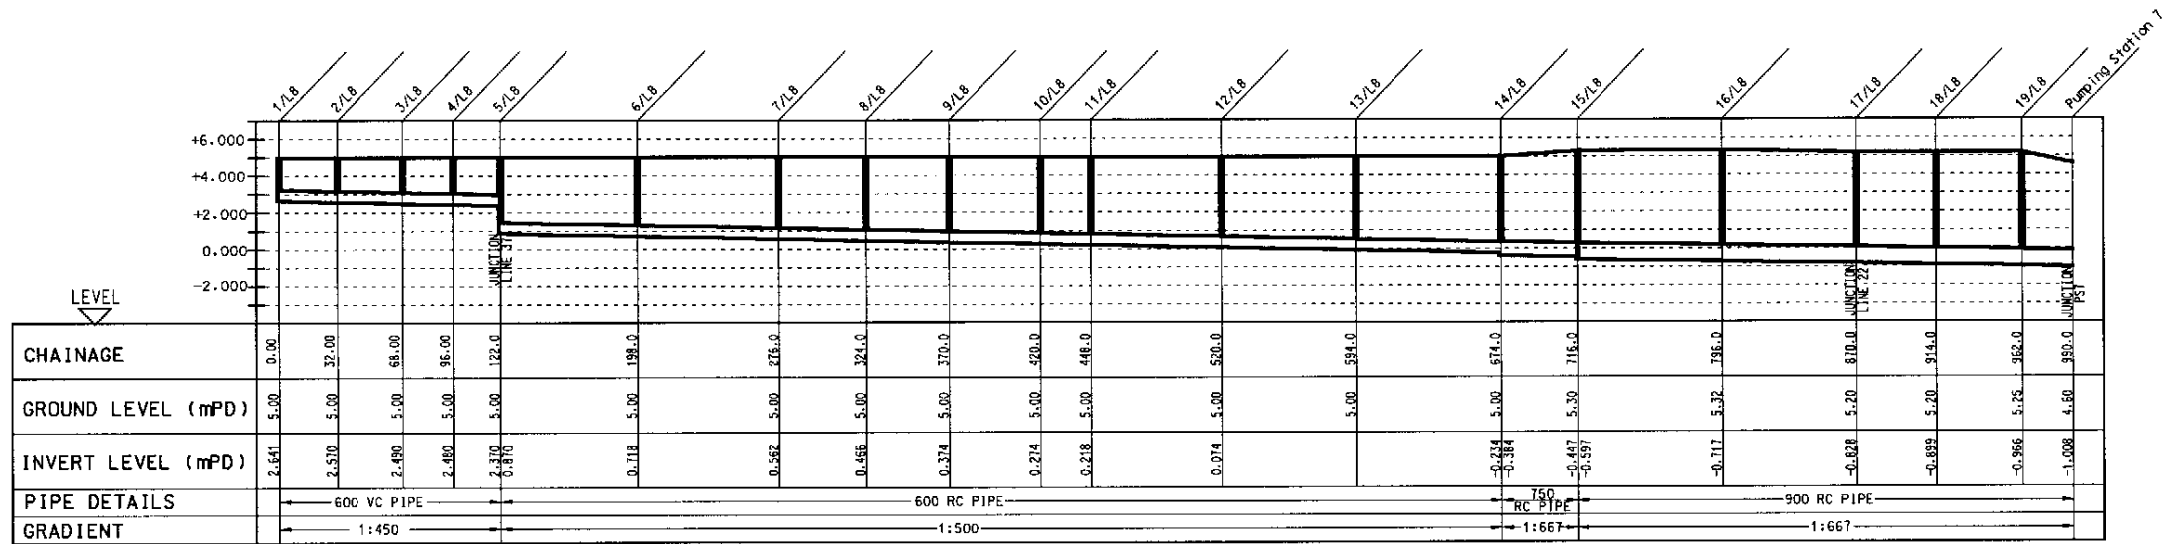 1/L8 2/L8 3/L8 4/L8 5/L8 6/L8 7/L8 8/L8 9/L8 10/L8 11/L8 12/L8 13/L8 14/L8 15/L8 16/L8 17/L8 18/L8 19/L8 Pumping Station 7
+6.000
+4.000
+2.000
0.000
-2.000
JUNCTION
LINE 37
JUNCTION
LINE 22
JUNCTION
PS7
LEVEL
CHAINAGE 0.00 32.00 68.00 96.00 122.0 198.0 276.0 324.0 370.0 420.0 448.0 520.0 594.0 674.0 716.0 796.0 870.0 914.0 962.0 990.0
GROUND LEVEL (mPD) 5.00 5.00 5.00 5.00 5.00 5.00 5.00 5.00 5.00 5.00 5.00 5.00 5.00 5.00 5.30 5.32 5.20 5.20 5.25 4.60
INVERT LEVEL (mPD) 2.641 2.570 2.490 2.370 0.870 0.718 0.562 0.466 0.374 0.274 0.218 0.074 -0.234 -0.384 -0.447 -0.597 -0.717 -0.828 -0.899 -0.966 -1.008
PIPE DETAILS 600 VC PIPE 600 RC PIPE 750 RC PIPE 900 RC PIPE
GRADIENT 1:450 1:500 1:667 1:667